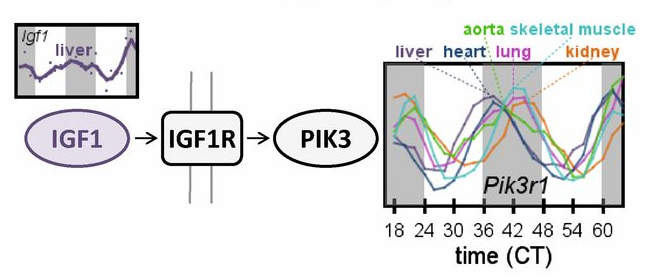 Igf1
liver
IGF1
IGF1R
PIK3
aorta skeletal muscle
liver heart lung kidney
Pik3r1
18 24 30 36 42 48 54 60
time (CT)